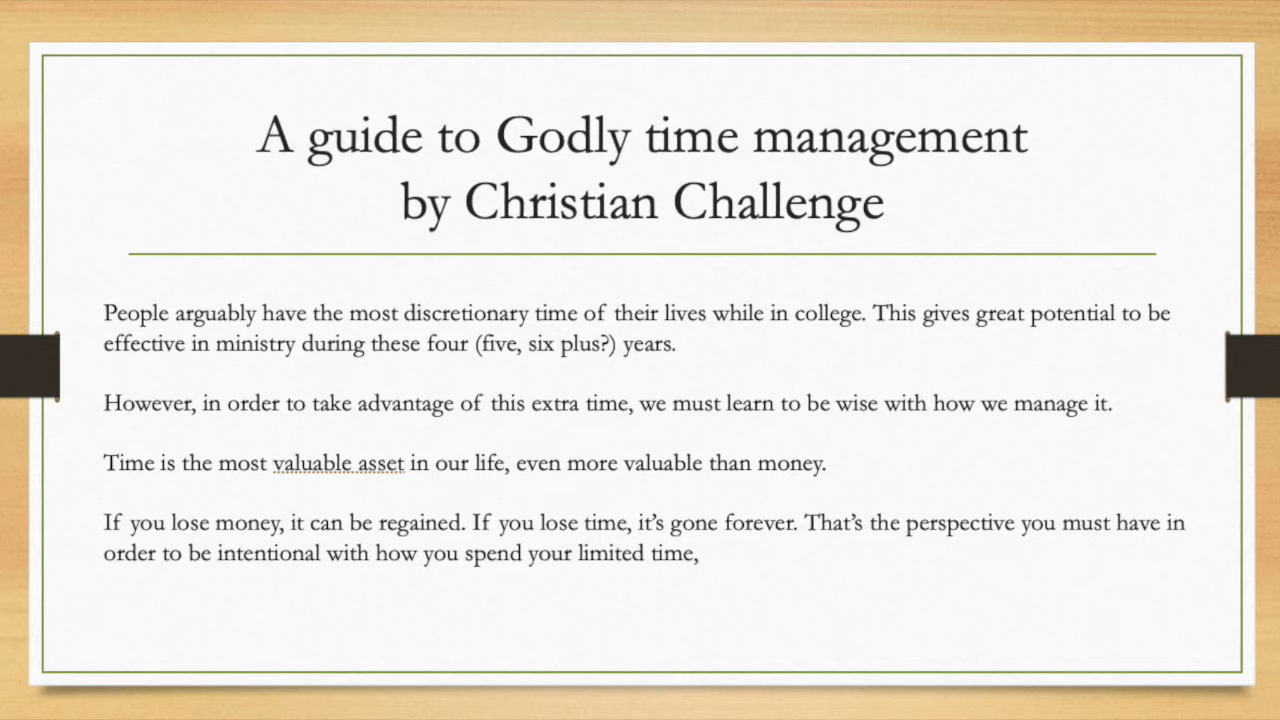 A guide to Godly time management
by Christian Challenge
People arguably have the most discretionary time of their lives while in college. This gives great potential to be
effective in ministry during these four (five, six plus?) years.
However, in order to take advantage of this extra time, we must learn to be wise with how we manage it.
Time is the most valuable asset in our life, even more valuable than money.
If you lose money, it can be regained. If you lose time, it’s gone forever. That’s the perspective you must have in
order to be intentional with how you spend your limited time,